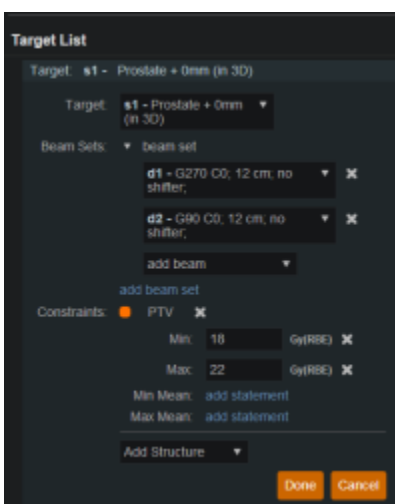 Target List
Target: s1 - Prostate + 0mm (in 3D)
Target: s1 - Prostate + 0mm
(in 3D)
Beam Sets: beam set
d1 - G270 C0; 12 cm; no
shifter;
d2 - G90 C0; 12 cm; no
shifter;
add beam
add beam set
Constraints: PTV
Min: 18 Gy(RBE)
Max: 22 Gy(RBE)
Min Mean: add statement
Max Mean: add statement
Add Structure
Done Cancel